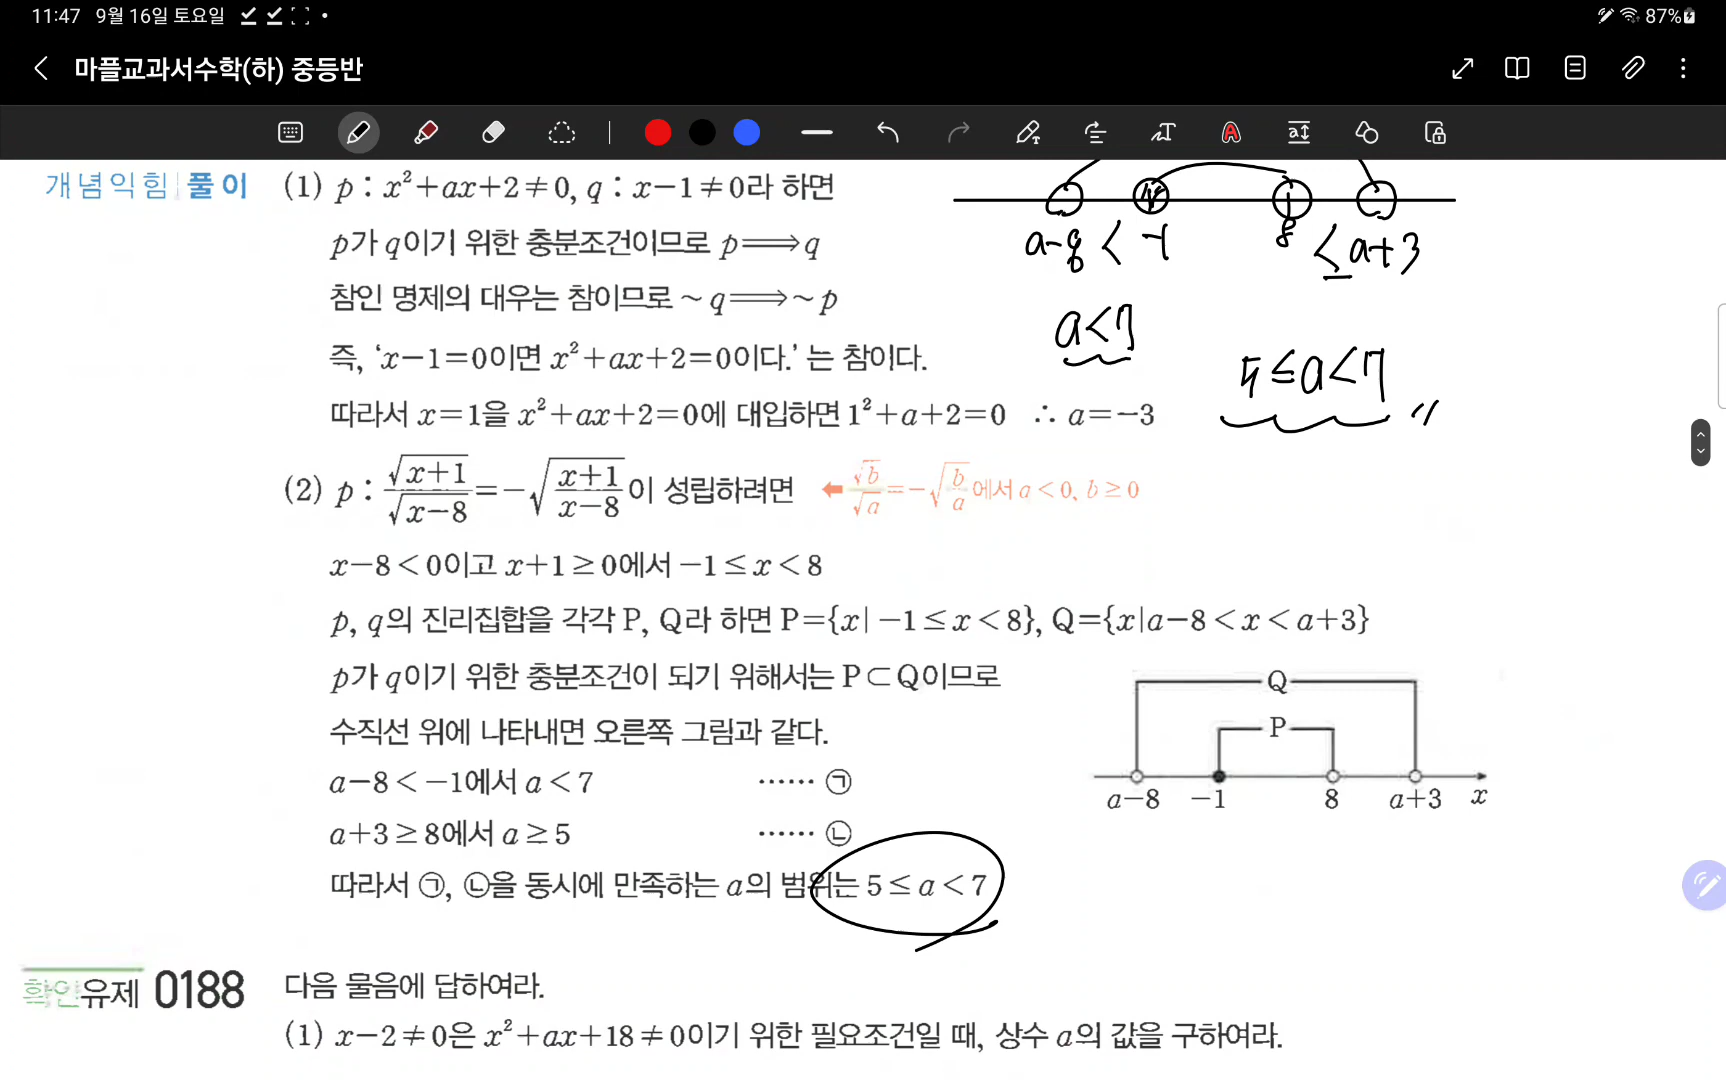 11:47 9월 16일 토요일
87%
마플교과서수학(하) 중등반
개념익힘 풀이
(1) p : x²+ax+2≠0, q : x−1≠0라 하면
p가 q이기 위한 충분조건이므로 p⟹q
참인 명제의 대우는 참이므로 ~q⟹~p
즉, ‘x−1=0이면 x²+ax+2=0이다.’는 참이다.
따라서 x=1을 x²+ax+2=0에 대입하면 1²+a+2=0 ∴ a=−3
a-8 < -1 8 ≤ a+3
a<7
5≤a<7
(2) p : √(x+1)/√(x−8)=−√((x+1)/(x−8))이 성립하려면 ← √b/√a=−√(b/a)에서 a<0, b≥0
x−8<0이고 x+1≥0에서 −1≤x<8
p, q의 진리집합을 각각 P, Q라 하면 P={x|−1≤x<8}, Q={x|a−8<x<a+3}
p가 q이기 위한 충분조건이 되기 위해서는 P⊂Q이므로
수직선 위에 나타내면 오른쪽 그림과 같다.
a−8<−1에서 a<7 …… ㉠
a+3≥8에서 a≥5 …… ㉡
따라서 ㉠, ㉡을 동시에 만족하는 a의 범위는 5≤a<7
Q
P
a−8 −1 8 a+3 x
확인유제 0188 다음 물음에 답하여라.
(1) x−2≠0은 x²+ax+18≠0이기 위한 필요조건일 때, 상수 a의 값을 구하여라.